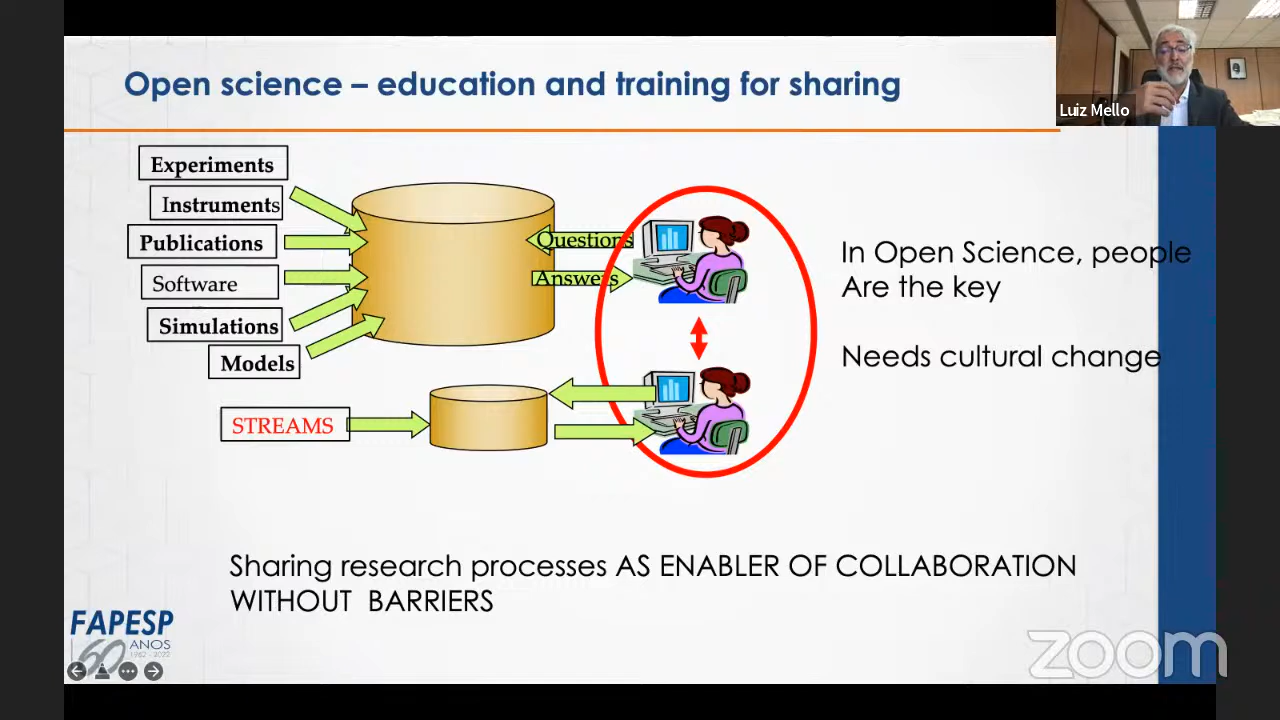 Open science – education and training for sharing
Luiz Mello
Experiments
Instruments
Publications
Software
Simulations
Models
Questions
Answers
STREAMS
In Open Science, people
Are the key
Needs cultural change
Sharing research processes AS ENABLER OF COLLABORATION
WITHOUT BARRIERS
FAPESP
60 ANOS
1962 - 2022
zoom